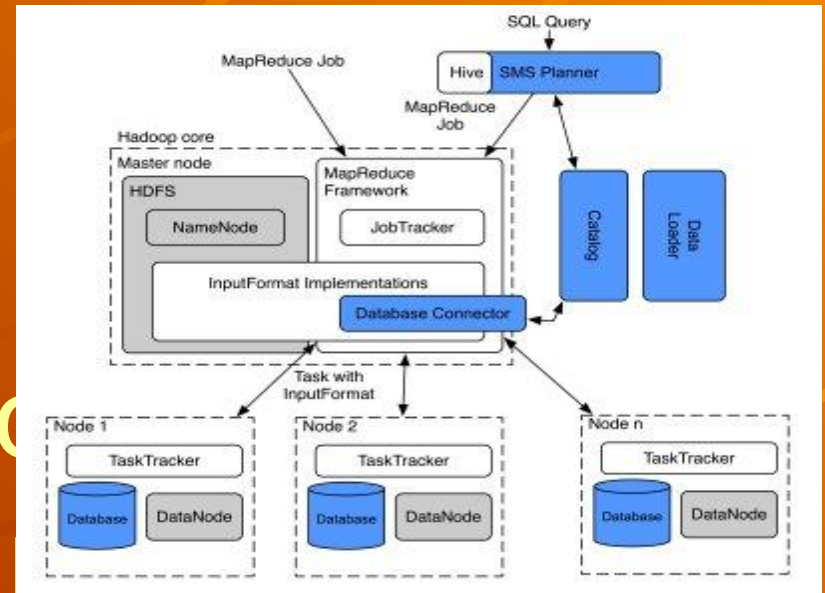 SQL Query
MapReduce Job
Hive SMS Planner
MapReduce
Job
Hadoop core
Master node
HDFS
MapReduce
Framework
NameNode
JobTracker
Catalog
Data
Loader
InputFormat Implementations
Database Connector
Task with
InputFormat
Node 1
TaskTracker
Database
DataNode
Node 2
TaskTracker
Database
DataNode
Node n
TaskTracker
Database
DataNode